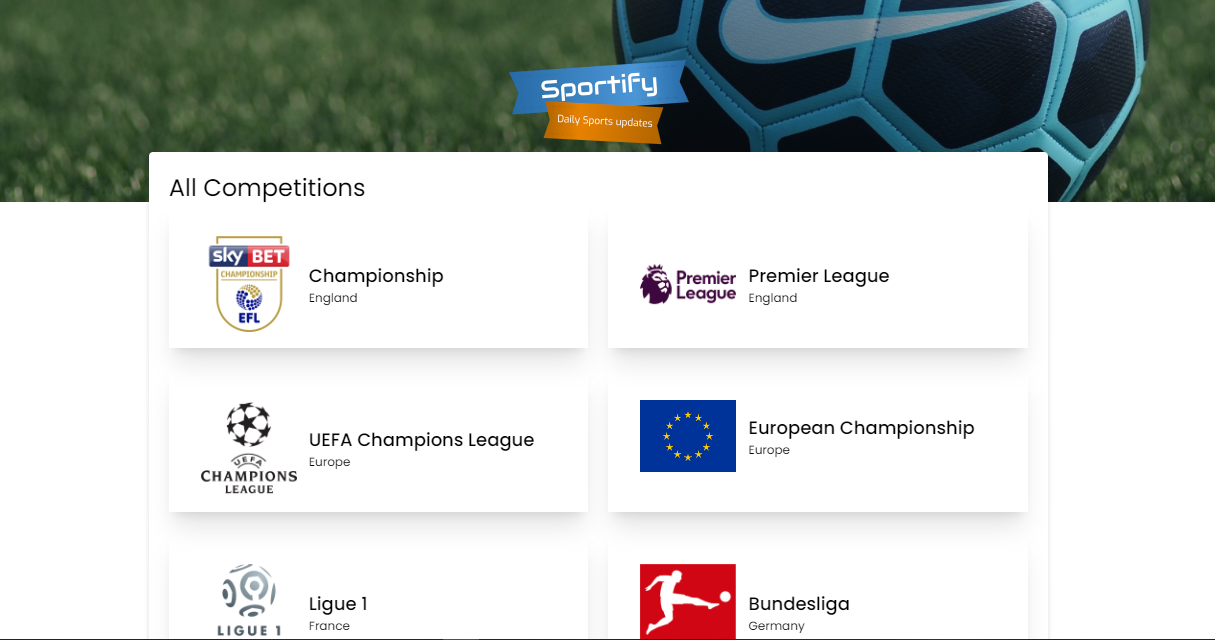 Sportify
Daily Sports updates
All Competitions
sky BET
CHAMPIONSHIP
EFL
Championship
England
Premier
League
Premier League
England
UEFA
CHAMPIONS
LEAGUE
UEFA Champions League
Europe
European Championship
Europe
LIGUE 1
Ligue 1
France
Bundesliga
Germany